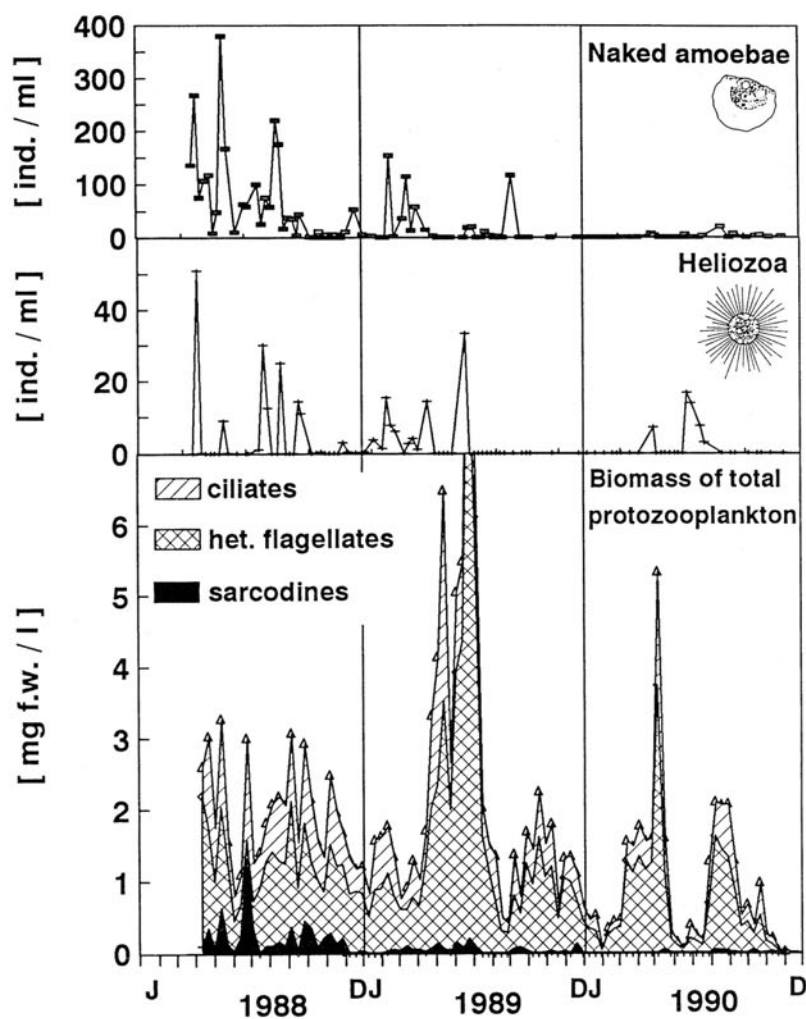 400
300
200
100
0
[ind. / ml]
Naked amoebae
40
20
0
[ind. / ml]
Heliozoa
6
5
4
3
2
1
0
[mg f.w. / l]
ciliates
het. flagellates
sarcodines
Biomass of total
protozooplankton
J DJ DJ D
1988 1989 1990